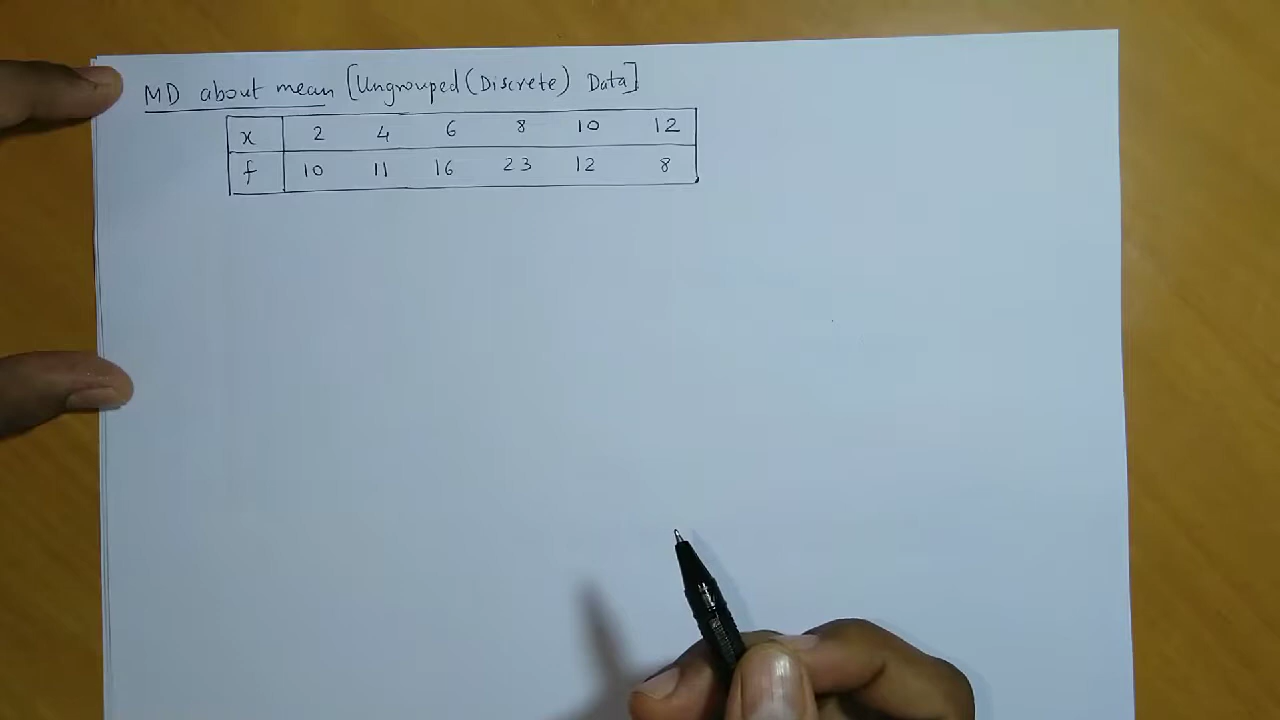 MD about mean [Ungrouped (Discrete) Data]
x 2 4 6 8 10 12
f 10 11 16 23 12 8